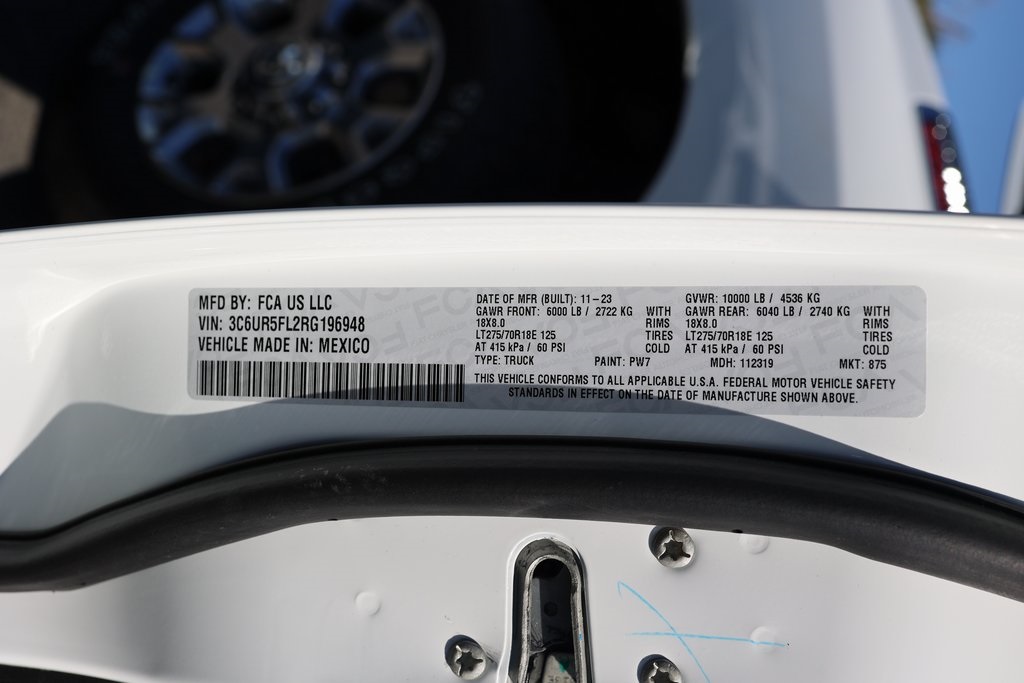 MFD BY: FCA US LLC
VIN: 3C6UR5FL2RG196948
VEHICLE MADE IN: MEXICO
DATE OF MFR (BUILT): 11-23
GAWR FRONT: 6000 LB / 2722 KG WITH
18X8.0 RIMS
LT275/70R18E 125 TIRES
AT 415 kPa / 60 PSI COLD
TYPE: TRUCK PAINT: PW7
GVWR: 10000 LB / 4536 KG
GAWR REAR: 6040 LB / 2740 KG WITH
18X8.0 RIMS
LT275/70R18E 125 TIRES
AT 415 kPa / 60 PSI COLD
MDH: 112319 MKT: 875
THIS VEHICLE CONFORMS TO ALL APPLICABLE U.S.A. FEDERAL MOTOR VEHICLE SAFETY
STANDARDS IN EFFECT ON THE DATE OF MANUFACTURE SHOWN ABOVE.